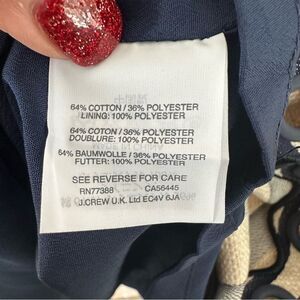 64% COTTON / 36% POLYESTER
LINING: 100% POLYESTER
64% COTON / 36% POLYESTER
DOUBLURE: 100% POLYESTER
64% BAUMWOLLE / 36% POLYESTER
FUTTER: 100% POLYESTER
SEE REVERSE FOR CARE
RN77388 CA56445
J.CREW U.K. Ltd EC4V 6JA